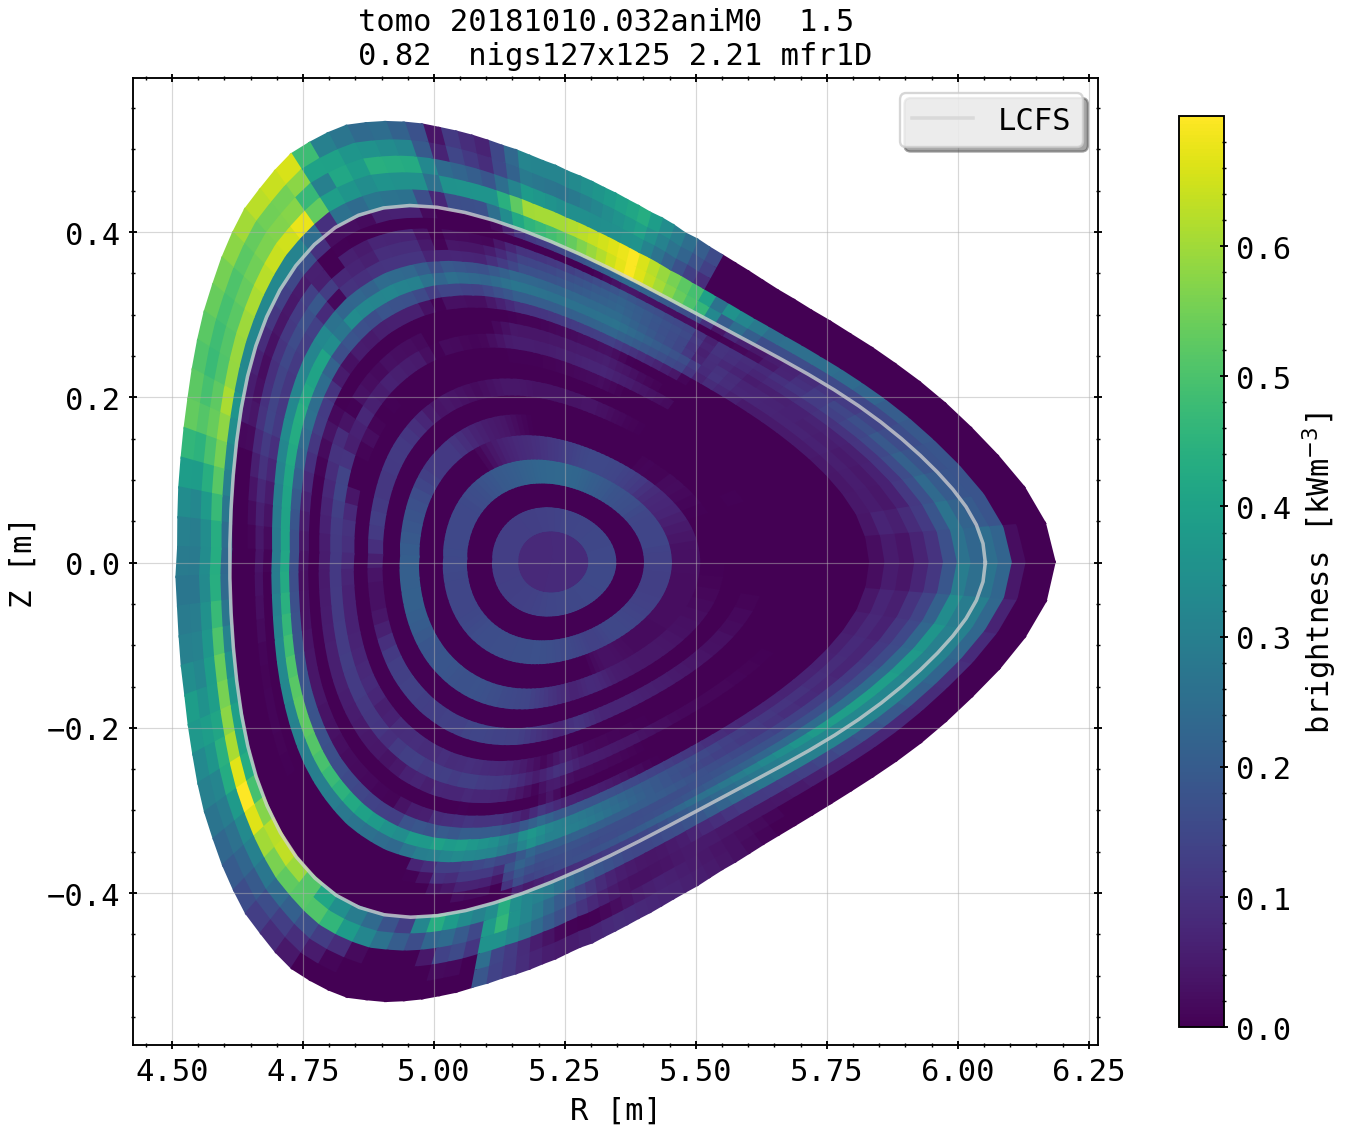 tomo 20181010.032aniM0  1.5
0.82  nigs127x125 2.21 mfr1D
LCFS
0.4
0.2
0.0
−0.2
−0.4
Z [m]
4.50 4.75 5.00 5.25 5.50 5.75 6.00 6.25
R [m]
0.6
0.5
0.4
0.3
0.2
0.1
0.0
brightness [kWm⁻³]